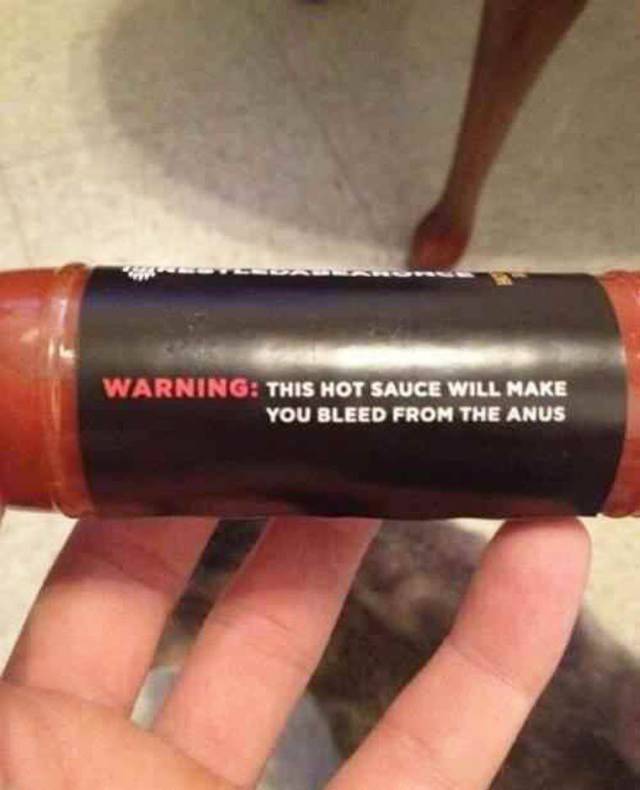 WARNING: THIS HOT SAUCE WILL MAKE
YOU BLEED FROM THE ANUS